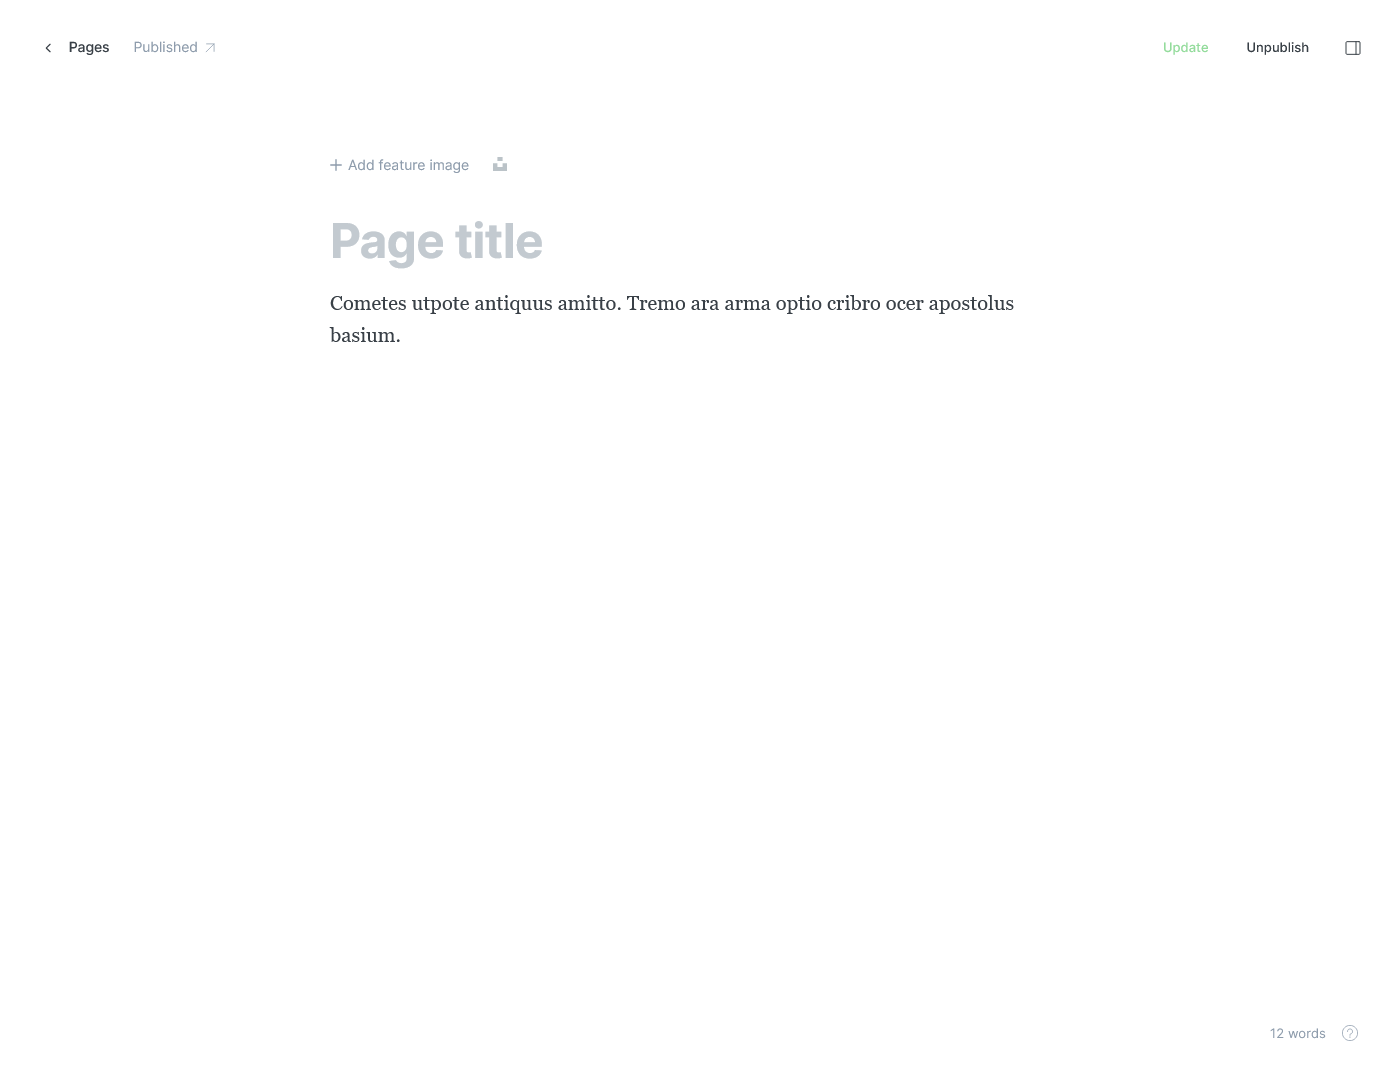 Pages Published
Update Unpublish
Add feature image
Page title
Cometes utpote antiquus amitto. Tremo ara arma optio cribro ocer apostolus
basium.
12 words